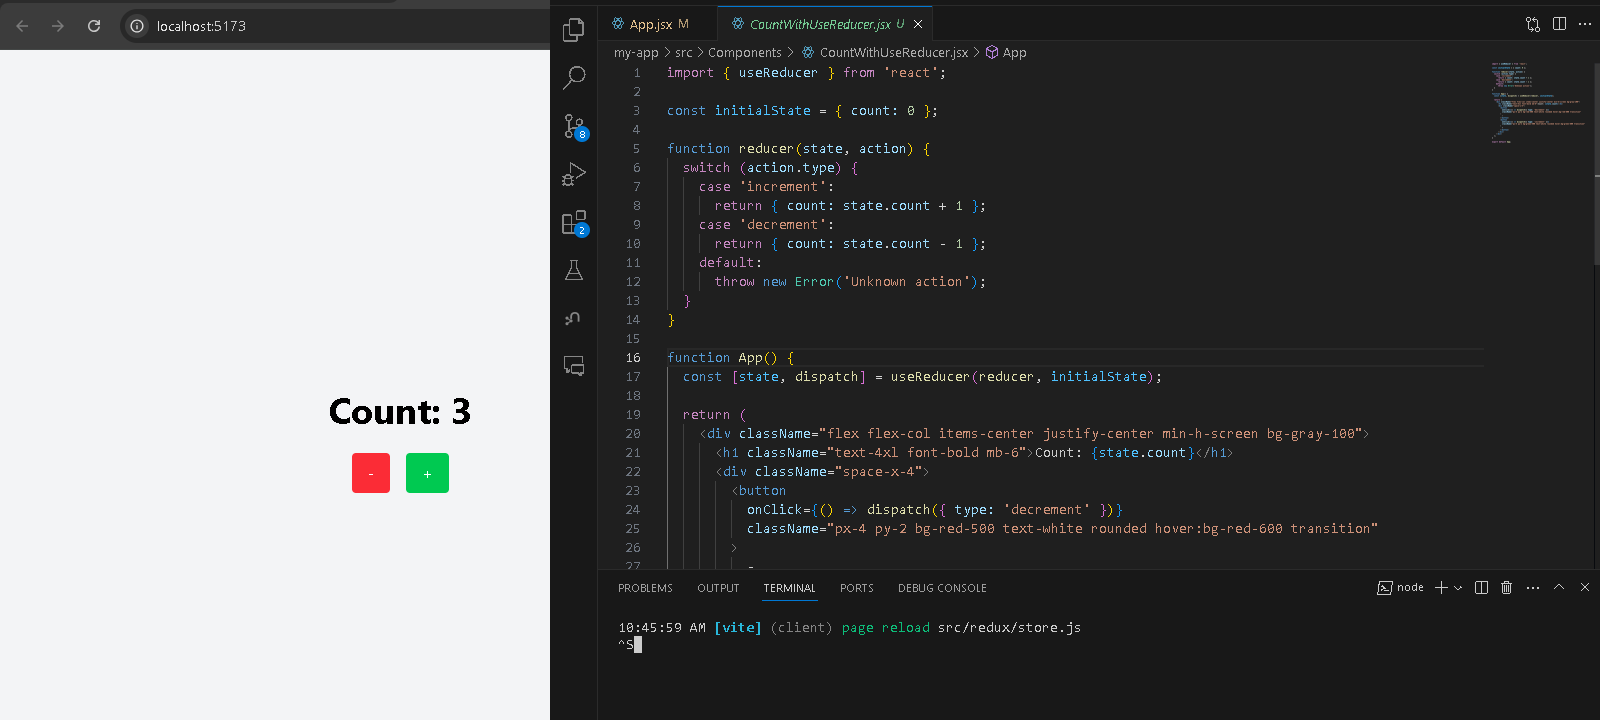 localhost:5173
Count: 3
- +
App.jsx M CountWithUseReducer.jsx U
my-app > src > Components > CountWithUseReducer.jsx > App
8
2
1 import { useReducer } from 'react';
2
3 const initialState = { count: 0 };
4
5 function reducer(state, action) {
6 switch (action.type) {
7 case 'increment':
8 return { count: state.count + 1 };
9 case 'decrement':
10 return { count: state.count - 1 };
11 default:
12 throw new Error('Unknown action');
13 }
14 }
15
16 function App() {
17 const [state, dispatch] = useReducer(reducer, initialState);
18
19 return (
20 <div className="flex flex-col items-center justify-center min-h-screen bg-gray-100">
21 <h1 className="text-4xl font-bold mb-6">Count: {state.count}</h1>
22 <div className="space-x-4">
23 <button
24 onClick={() => dispatch({ type: 'decrement' })}
25 className="px-4 py-2 bg-red-500 text-white rounded hover:bg-red-600 transition"
26 >
27 -
PROBLEMS OUTPUT TERMINAL PORTS DEBUG CONSOLE node
10:45:59 AM [vite] (client) page reload src/redux/store.js
^S